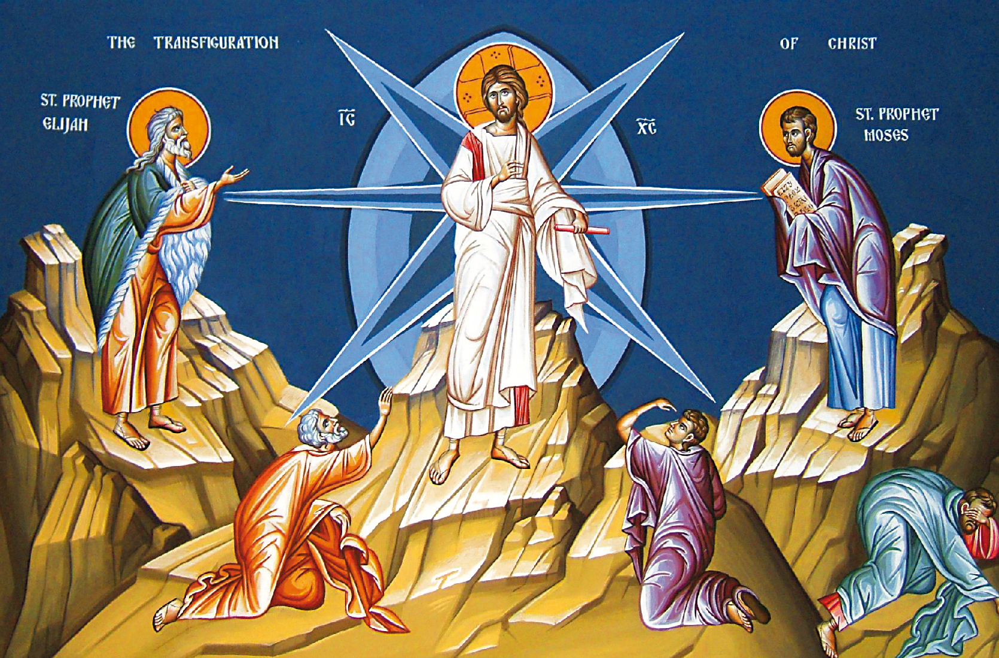 THE TRANSFIGURATION OF CHRIST
ST. PROPHET
ELIJAH
IC
XC
ST. PROPHET
MOSES